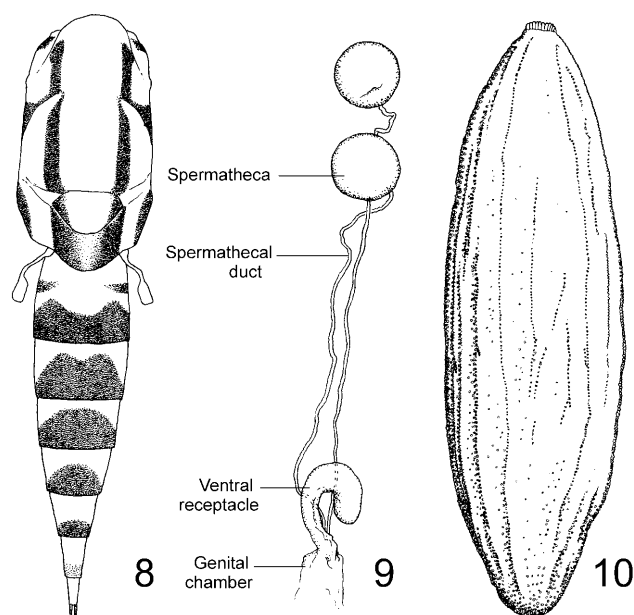 Spermatheca
Spermathecal
duct
Ventral
receptacle
Genital
chamber
8
9
10